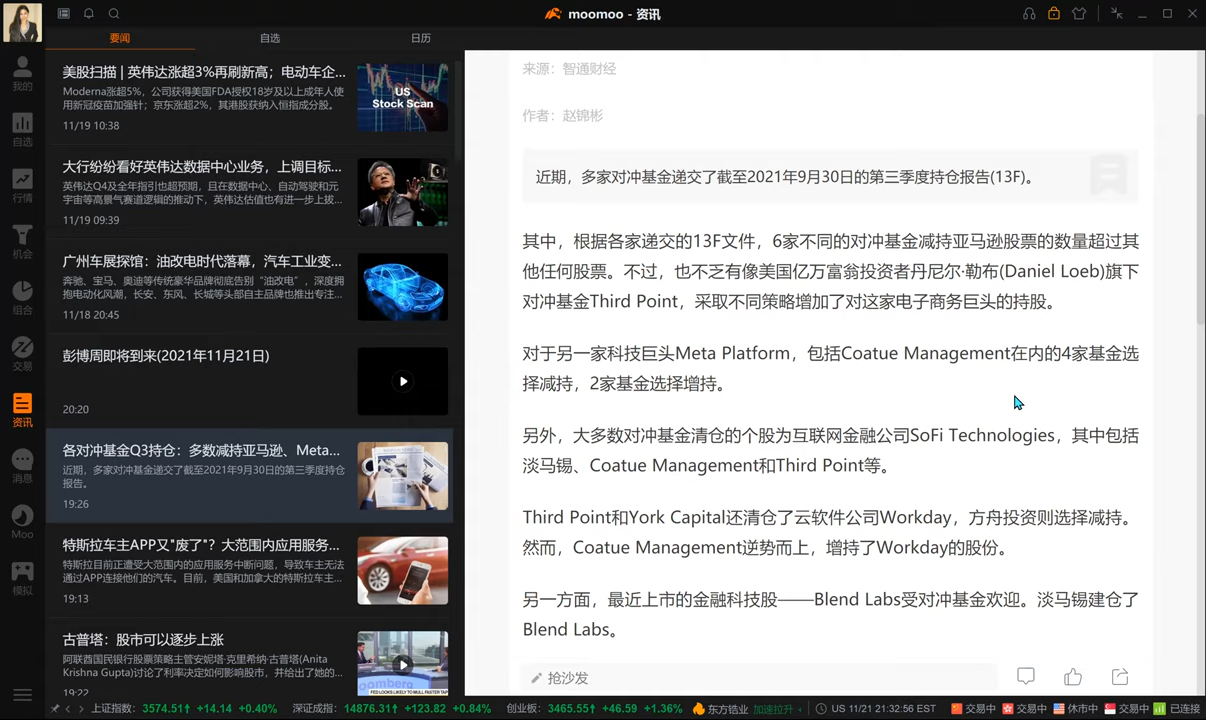 moomoo - 资讯
要闻
自选
日历
我的
自选
行情
机会
组合
交易
资讯
消息
Moo
模拟
美股扫描 | 英伟达涨超3%再刷新高；电动车企...
Moderna涨超5%，公司获得美国FDA授权18岁及以上成年人使
用新冠疫苗加强针；京东涨超2%，其港股获纳入恒指成分股。
11/19 10:38
US
Stock Scan
大行纷纷看好英伟达数据中心业务，上调目标...
英伟达Q4及全年指引也超预期，且在数据中心、自动驾驶和元
宇宙等高景气赛道逻辑的推动下，英伟达估值也有进一步上拔...
11/19 09:39
广州车展探馆：油改电时代落幕，汽车工业变...
奔驰、宝马、奥迪等传统豪华品牌彻底告别“油改电”，深度拥
抱电动化风潮，长安、东风、长城等头部自主品牌也推出专注...
11/18 20:45
彭博周即将到来(2021年11月21日)
20:20
各对冲基金Q3持仓：多数减持亚马逊、Meta...
近期，多家对冲基金递交了截至2021年9月30日的第三季度持仓
报告。
19:26
特斯拉车主APP又"废了"？大范围内应用服务...
特斯拉目前正遭受大范围内的应用服务中断问题，导致车主无法
通过APP连接他们的汽车。目前，美国和加拿大的特斯拉车主...
19:13
古普塔：股市可以逐步上涨
阿联酋国民银行股票策略主管安妮塔·克里希纳·古普塔(Anita
Krishna Gupta)讨论了利率决定如何影响股市，并给出了她的...
19:22
FED LOOKS LIKELY TO MULL FASTER TAP
来源：智通财经
作者：赵锦彬
近期，多家对冲基金递交了截至2021年9月30日的第三季度持仓报告(13F)。
其中，根据各家递交的13F文件，6家不同的对冲基金减持亚马逊股票的数量超过其
他任何股票。不过，也不乏有像美国亿万富翁投资者丹尼尔·勒布(Daniel Loeb)旗下
对冲基金Third Point，采取不同策略增加了对这家电子商务巨头的持股。
对于另一家科技巨头Meta Platform，包括Coatue Management在内的4家基金选
择减持，2家基金选择增持。
另外，大多数对冲基金清仓的个股为互联网金融公司SoFi Technologies，其中包括
淡马锡、Coatue Management和Third Point等。
Third Point和York Capital还清仓了云软件公司Workday，方舟投资则选择减持。
然而，Coatue Management逆势而上，增持了Workday的股份。
另一方面，最近上市的金融科技股——Blend Labs受对冲基金欢迎。淡马锡建仓了
Blend Labs。
抢沙发
上证指数： 3574.51 +14.14 +0.40% 深证成指： 14876.31 +123.82 +0.84% 创业板： 3465.55 +46.59 +1.36% 东方锆业 加速拉升 US 11/21 21:32:56 EST 交易中 交易中 休市中 交易中 已连接